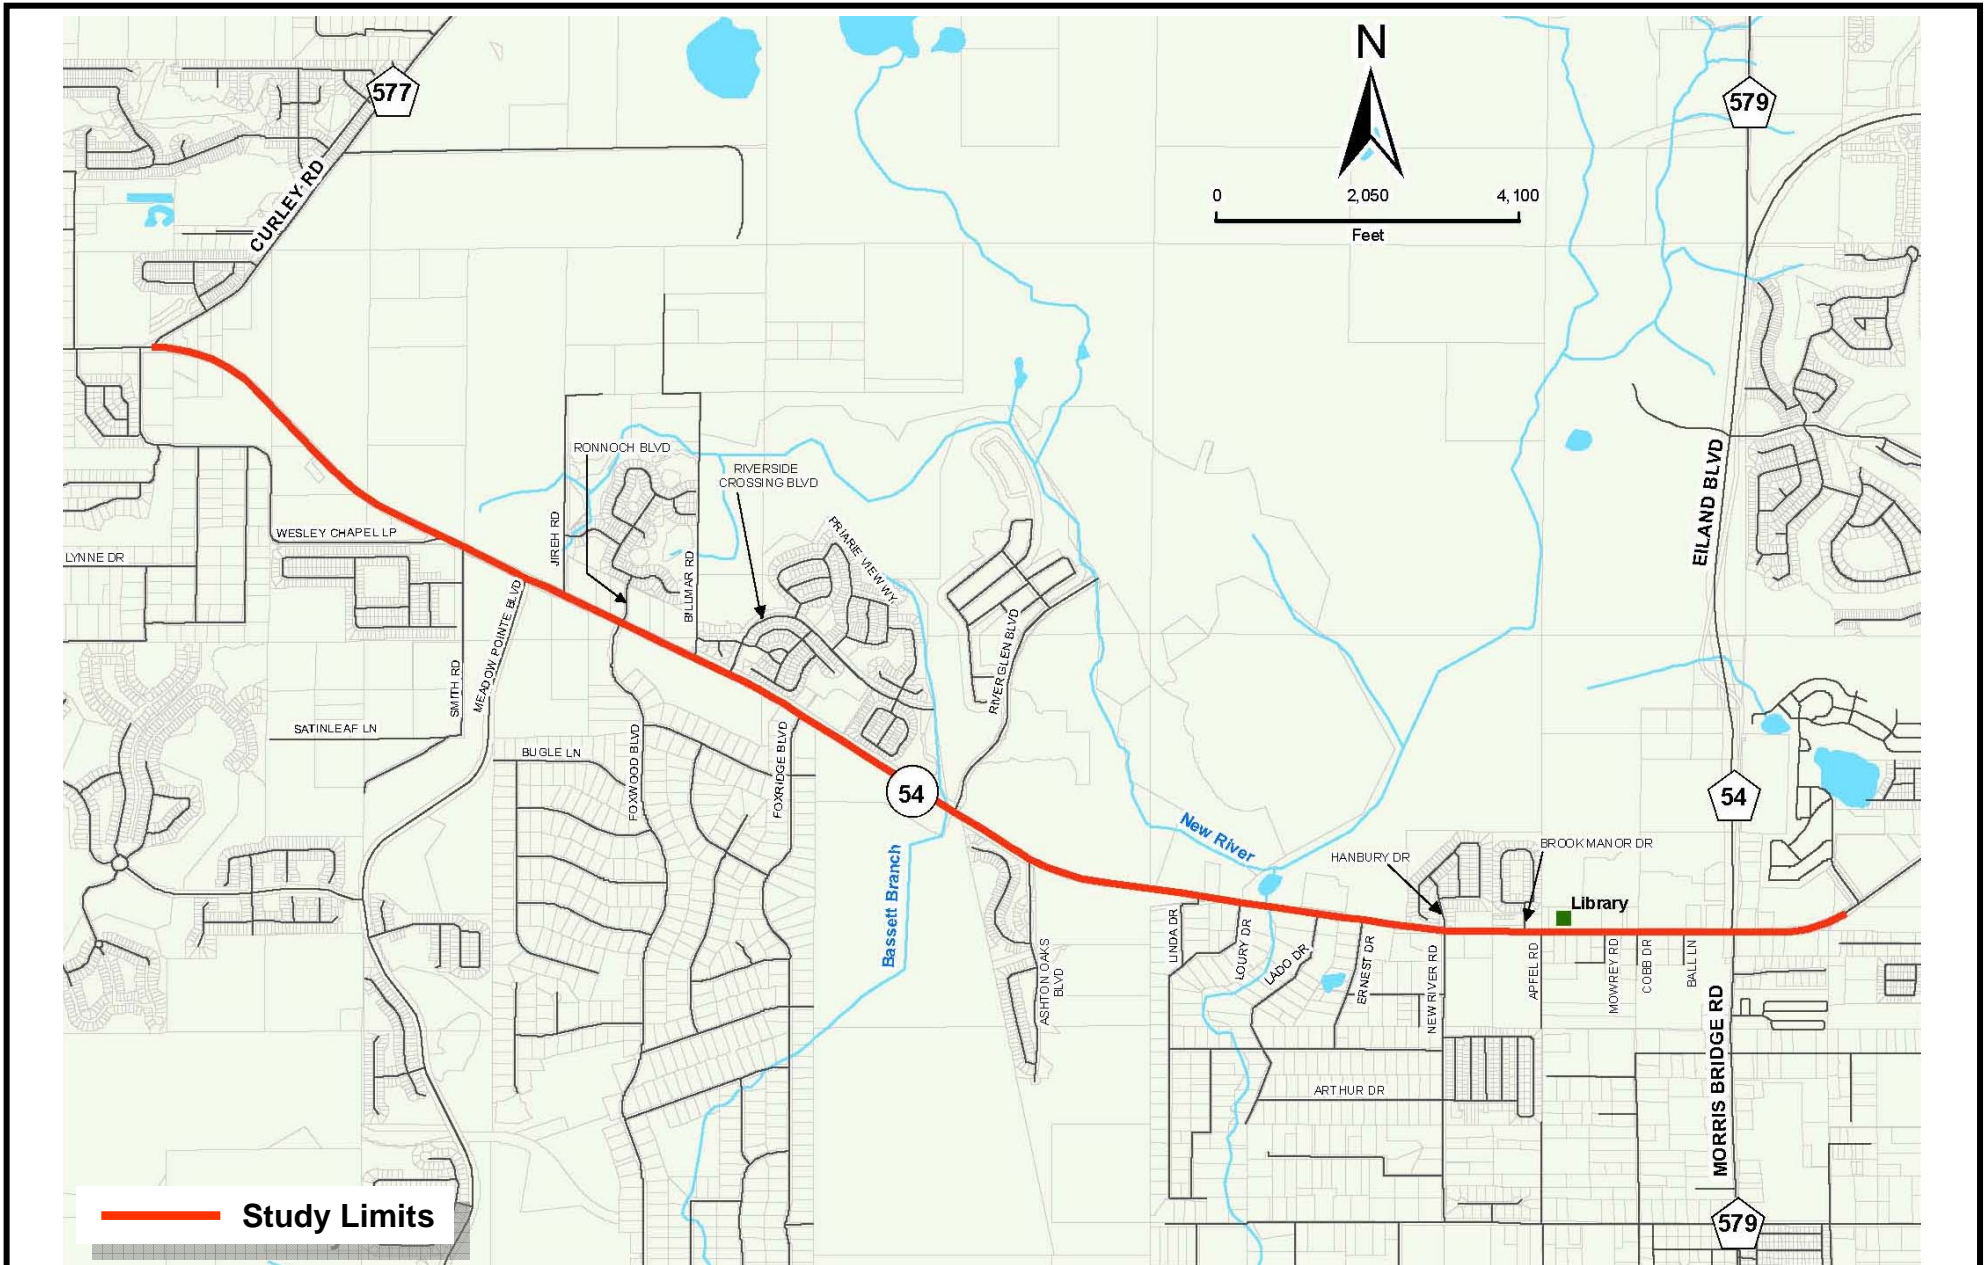 N
577
579
CURLEY RD
0 2,050 4,100
Feet
RONNOCH BLVD
RIVERSIDE
CROSSING BLVD
EILAND BLVD
WESLEY CHAPEL LP
LYNNE DR
JIREH RD
PRIARIE VIEW WY.
BILLMAR RD
MEADOW POINTE BLVD
SMITH RD
RIVER GLEN BLVD
SATINLEAF LN
BUGLE LN
FOXWOOD BLVD
FOXRIDGE BLVD
54
54
New River
HANBURY DR
BROOKMANOR DR
Bassett Branch
Library
LINDA DR
LOURY DR
LADO DR
ERNEST DR
NEW RIVER RD
APFEL RD
MOWREY RD
COBB DR
BALL LN
ASHTON OAKS
BLVD
MORRIS BRIDGE RD
ARTHUR DR
Study Limits
579